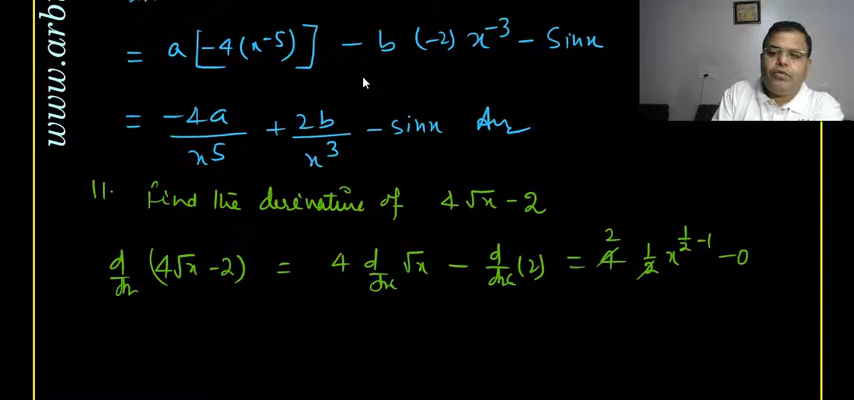 www.arb
= a[-4(x^-5)] - b (-2) x^-3 - sinx
= -4a/x^5 + 2b/x^3 - sinx Ans
11. Find the derivative of 4√x - 2
d/dx (4√x - 2) = 4 d/dx √x - d/dx (2) = 4 2 1/2 x^(1/2 - 1) - 0